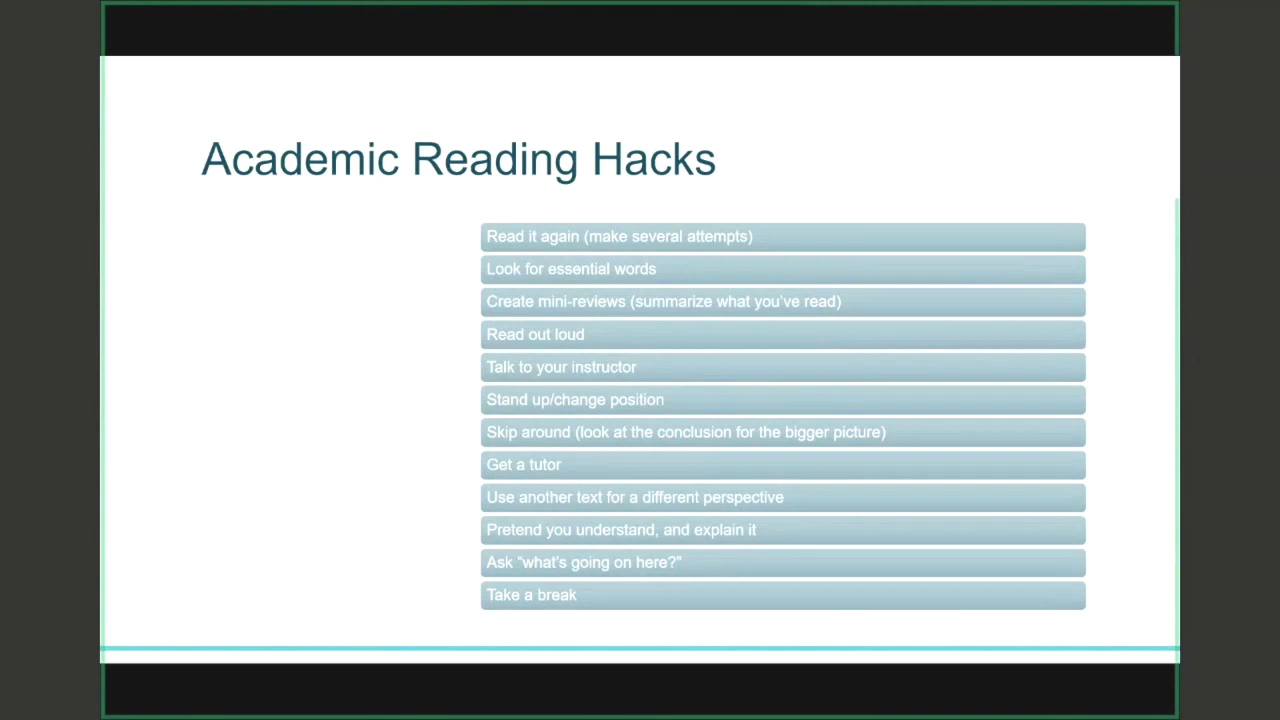 Academic Reading Hacks
Read it again (make several attempts)
Look for essential words
Create mini-reviews (summarize what you’ve read)
Read out loud
Talk to your instructor
Stand up/change position
Skip around (look at the conclusion for the bigger picture)
Get a tutor
Use another text for a different perspective
Pretend you understand, and explain it
Ask “what’s going on here?”
Take a break